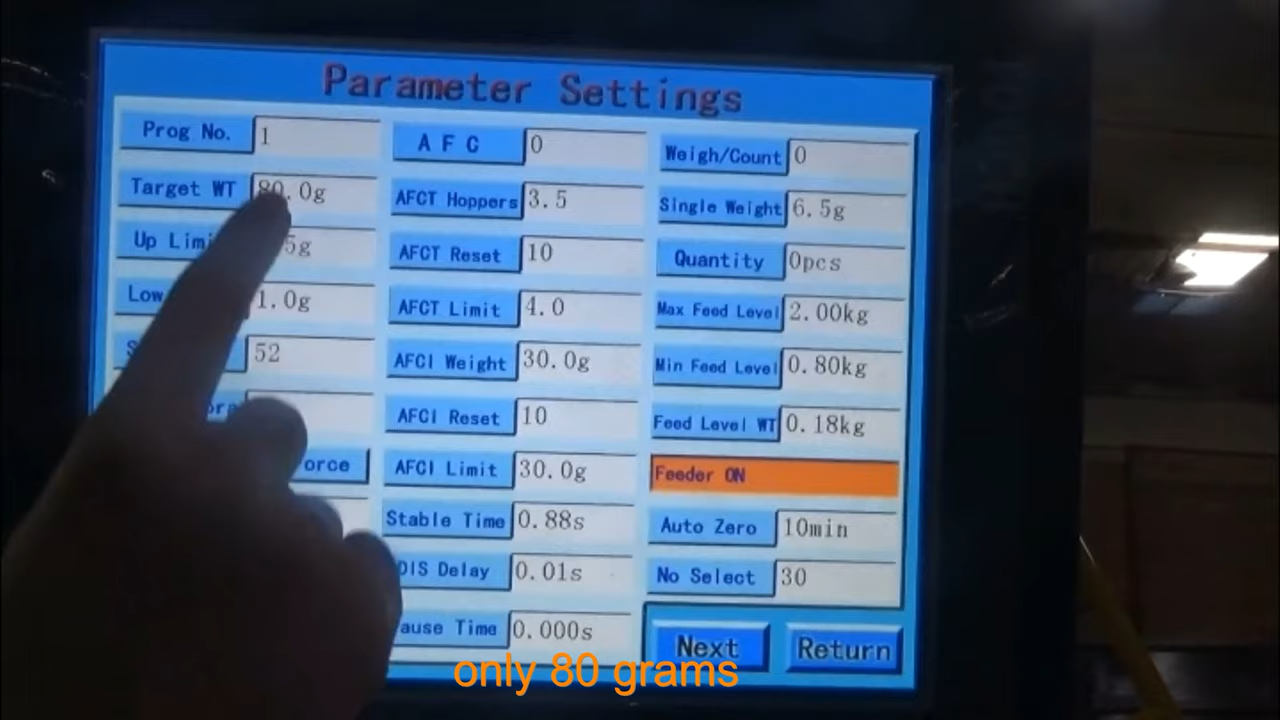 Parameter Settings
Prog No. 1
Target WT 80.0g
Up Limi 5g
Low 1.0g
52
orce
A F C 0
AFCT Hoppers 3.5
AFCT Reset 10
AFCT Limit 4.0
AFCI Weight 30.0g
AFCI Reset 10
AFCI Limit 30.0g
Stable Time 0.88s
DIS Delay 0.01s
ause Time 0.000s
Weigh/Count 0
Single Weight 6.5g
Quantity 0pcs
Max Feed Level 2.00kg
Min Feed Level 0.80kg
Feed Level WT 0.18kg
Feeder ON
Auto Zero 10min
No Select 30
Next Return
only 80 grams